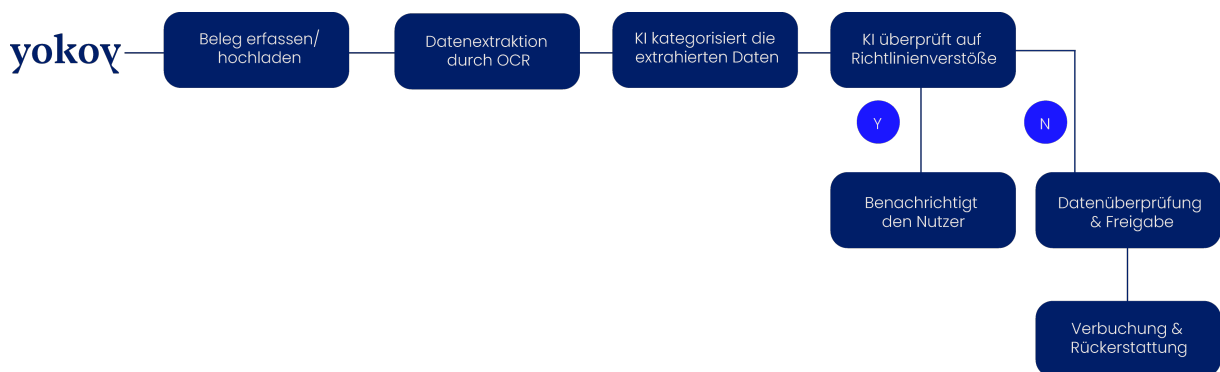 yokoy
Beleg erfassen/
hochladen
Datenextraktion
durch OCR
KI kategorisiert die
extrahierten Daten
KI überprüft auf
Richtlinienverstöße
Y
N
Benachrichtigt
den Nutzer
Datenüberprüfung
& Freigabe
Verbuchung &
Rückerstattung